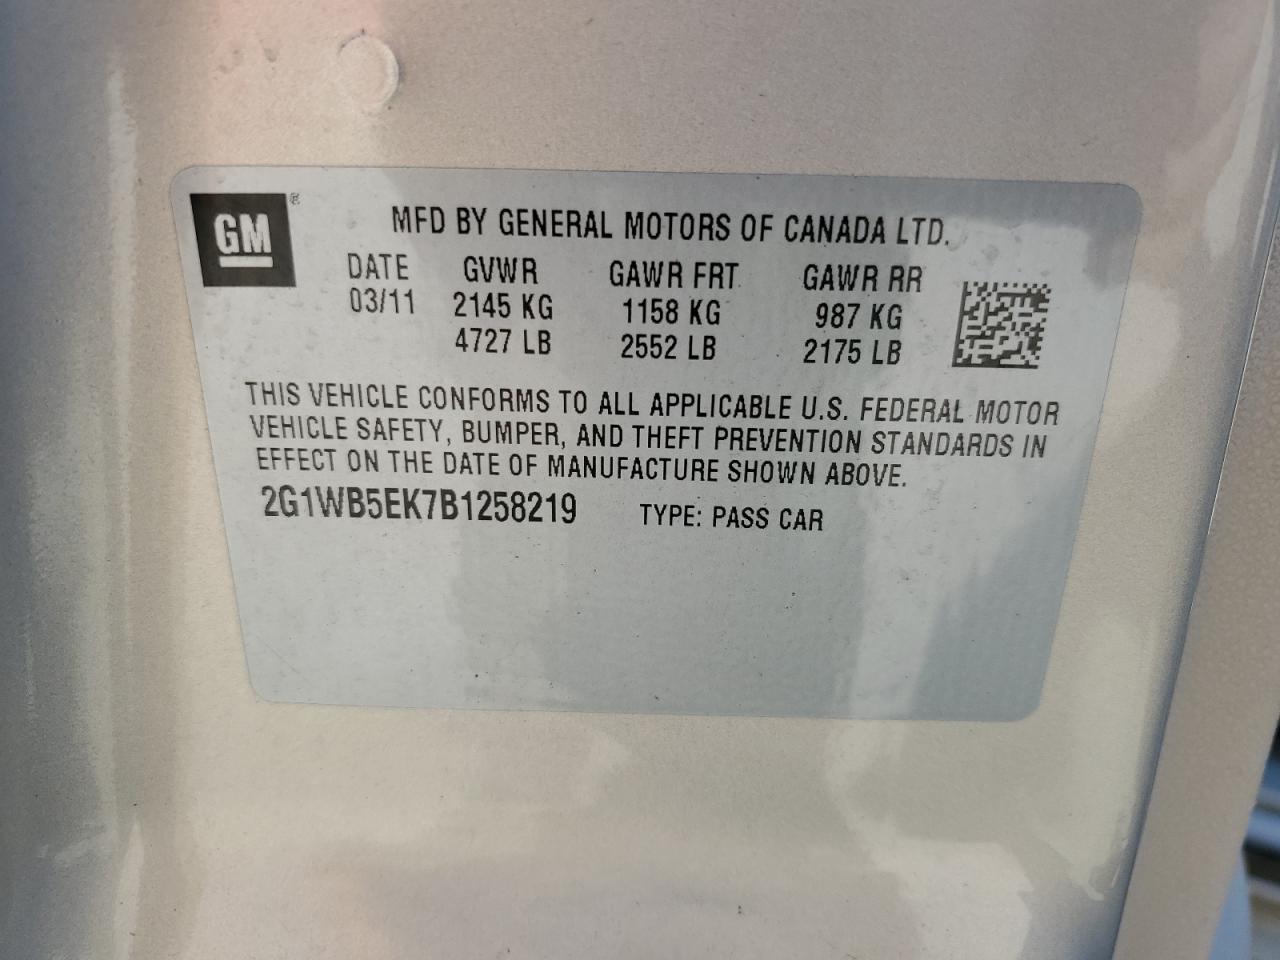 GM®
MFD BY GENERAL MOTORS OF CANADA LTD.
DATE GVWR GAWR FRT GAWR RR
03/11 2145 KG 1158 KG 987 KG
4727 LB 2552 LB 2175 LB
THIS VEHICLE CONFORMS TO ALL APPLICABLE U.S. FEDERAL MOTOR
VEHICLE SAFETY, BUMPER, AND THEFT PREVENTION STANDARDS IN
EFFECT ON THE DATE OF MANUFACTURE SHOWN ABOVE.
2G1WB5EK7B1258219 TYPE: PASS CAR